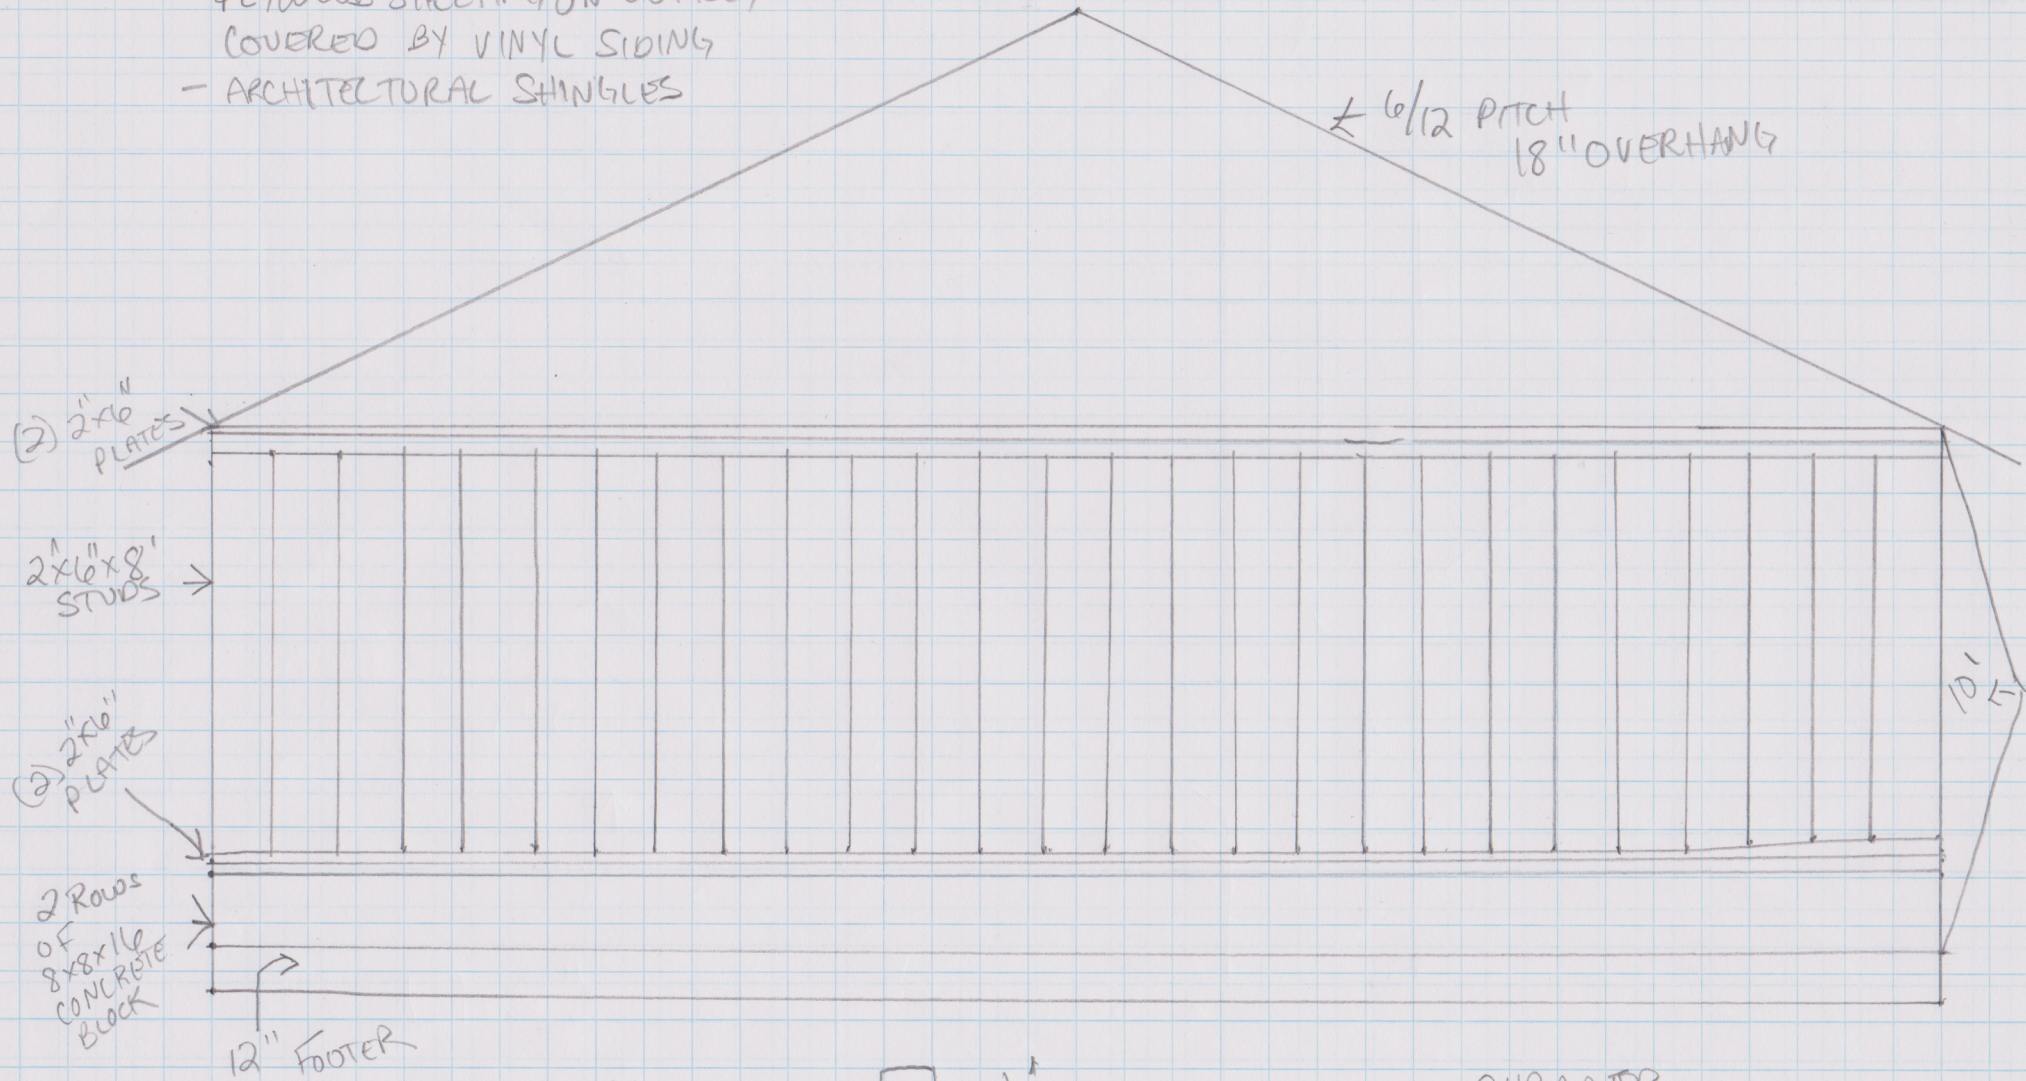 COVERED BY VINYL SIDING
- ARCHITECTURAL SHINGLES
6/12 PITCH
18" OVERHANG
(2) 2"x6"
PLATES
2"x6"x8'
STUDS
10'
(2) 2"x6"
PLATES
2 ROWS
OF
8x8x16
CONCRETE
BLOCK
12" FOOTER